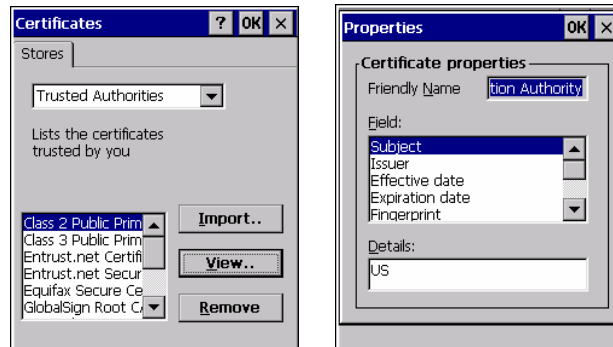 Certificates ? OK ×
Stores
Trusted Authorities
Lists the certificates
trusted by you
Class 2 Public Prim
Class 3 Public Prim
Entrust.net Certifi
Entrust.net Secur
Equifax Secure Ce
GlobalSign Root C
Import..
View..
Remove
Properties OK ×
Certificate properties
Friendly Name tion Authority
Field:
Subject
Issuer
Effective date
Expiration date
Fingerprint
Details:
US